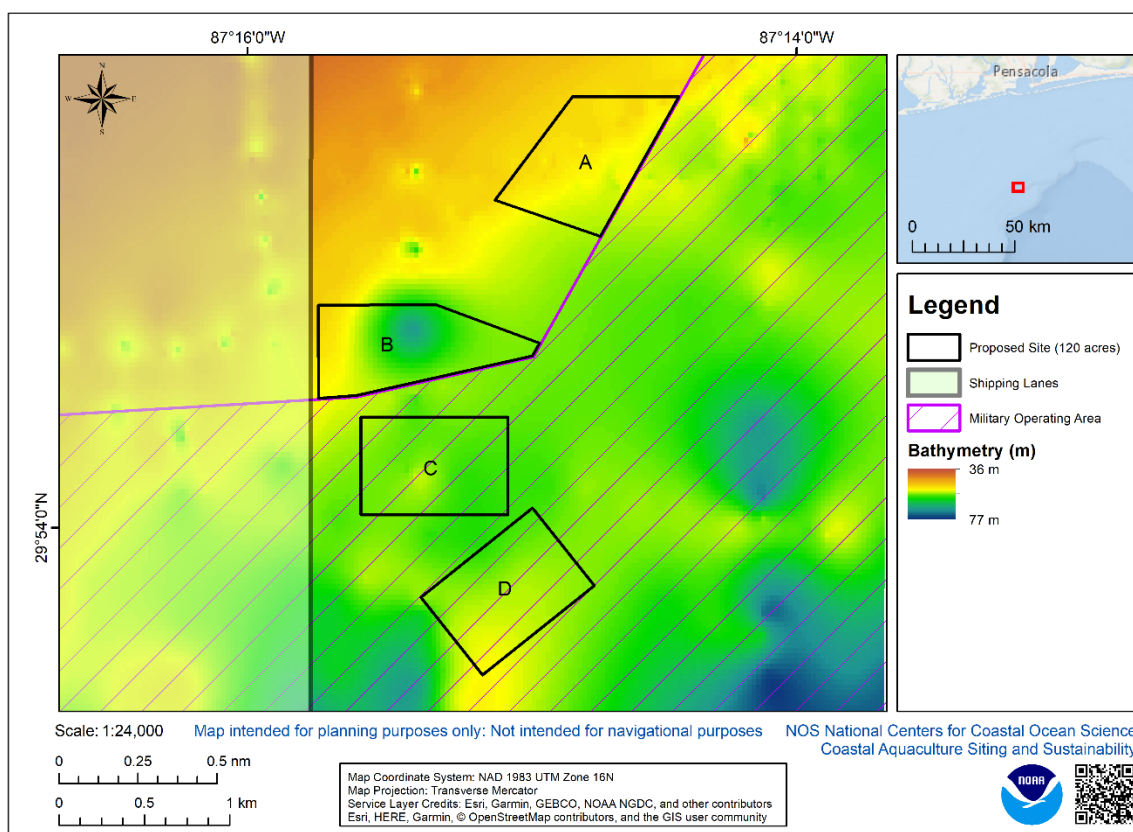 87°16'0"W
87°14'0"W
N
W
E
S
A
B
C
D
29°54'0"N
Pensacola
0
50 km
Legend
Proposed Site (120 acres)
Shipping Lanes
Military Operating Area
Bathymetry (m)
36 m
77 m
Scale: 1:24,000
Map intended for planning purposes only: Not intended for navigational purposes
NOS National Centers for Coastal Ocean Science
Coastal Aquaculture Siting and Sustainability
0
0.25
0.5 nm
0
0.5
1 km
Map Coordinate System: NAD 1983 UTM Zone 16N
Map Projection: Transverse Mercator
Service Layer Credits: Esri, Garmin, GEBCO, NOAA NGDC, and other contributors
Esri, HERE, Garmin, © OpenStreetMap contributors, and the GIS user community
NOAA